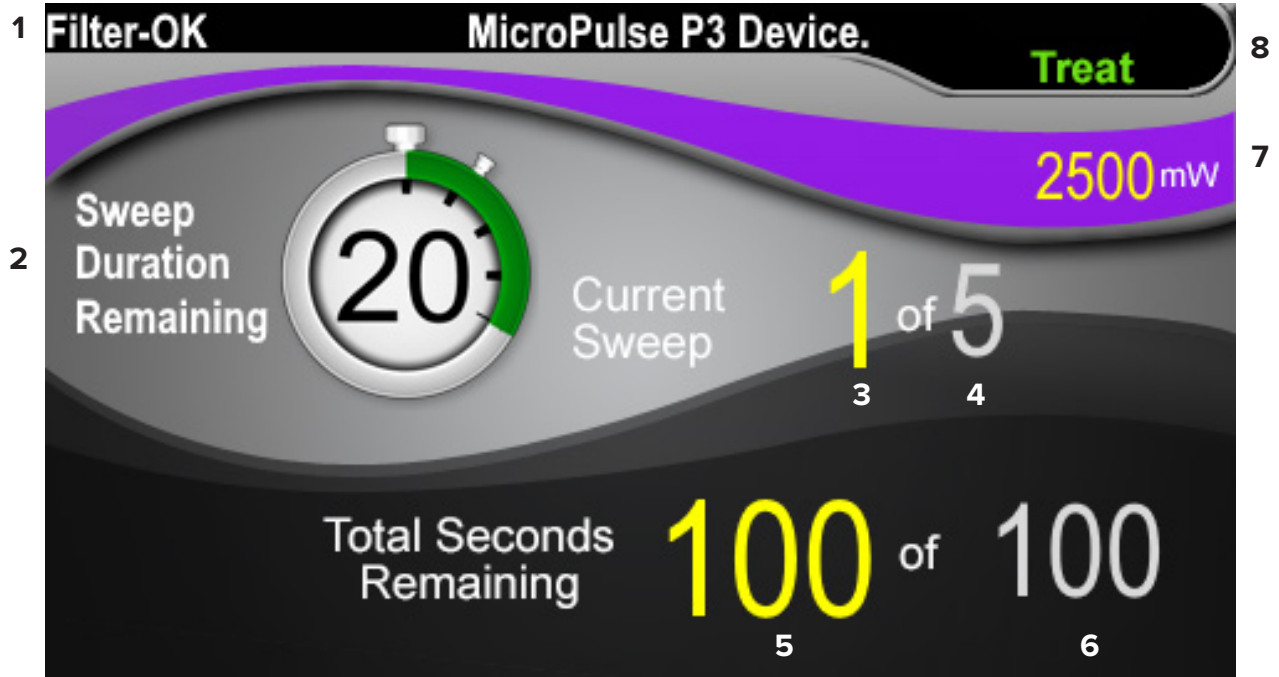 1 Filter-OK MicroPulse P3 Device.
8 Treat
7 2500 mW
2 Sweep
Duration
Remaining
20
Current
Sweep
1 of 5
3 4
Total Seconds
Remaining
100 of 100
5 6